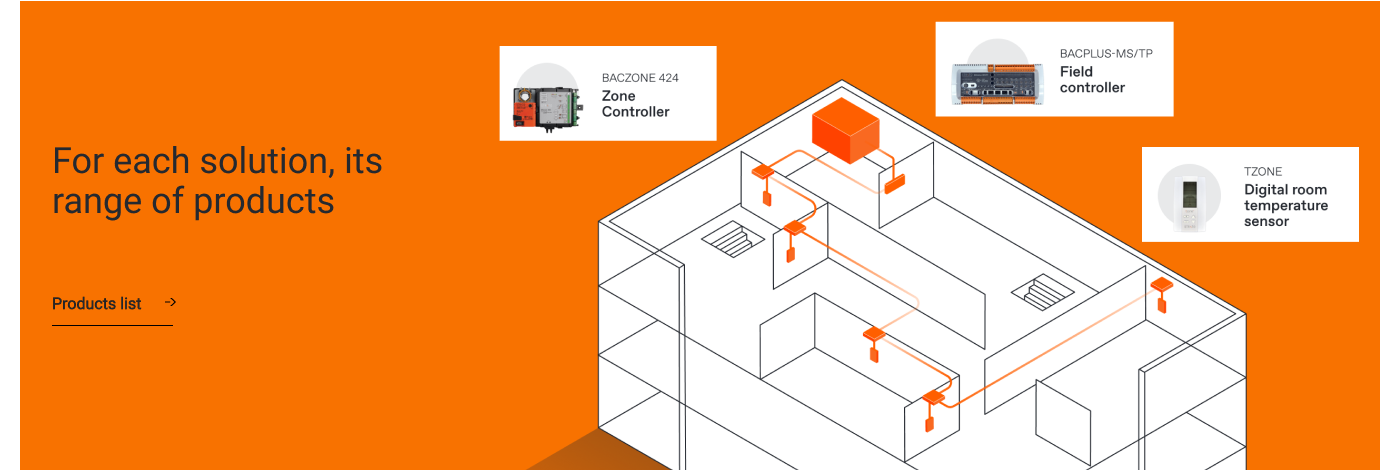 For each solution, its
range of products
Products list
BACZONE 424
Zone
Controller
BACPLUS-MS/TP
Field
controller
TZONE
Digital room
temperature
sensor